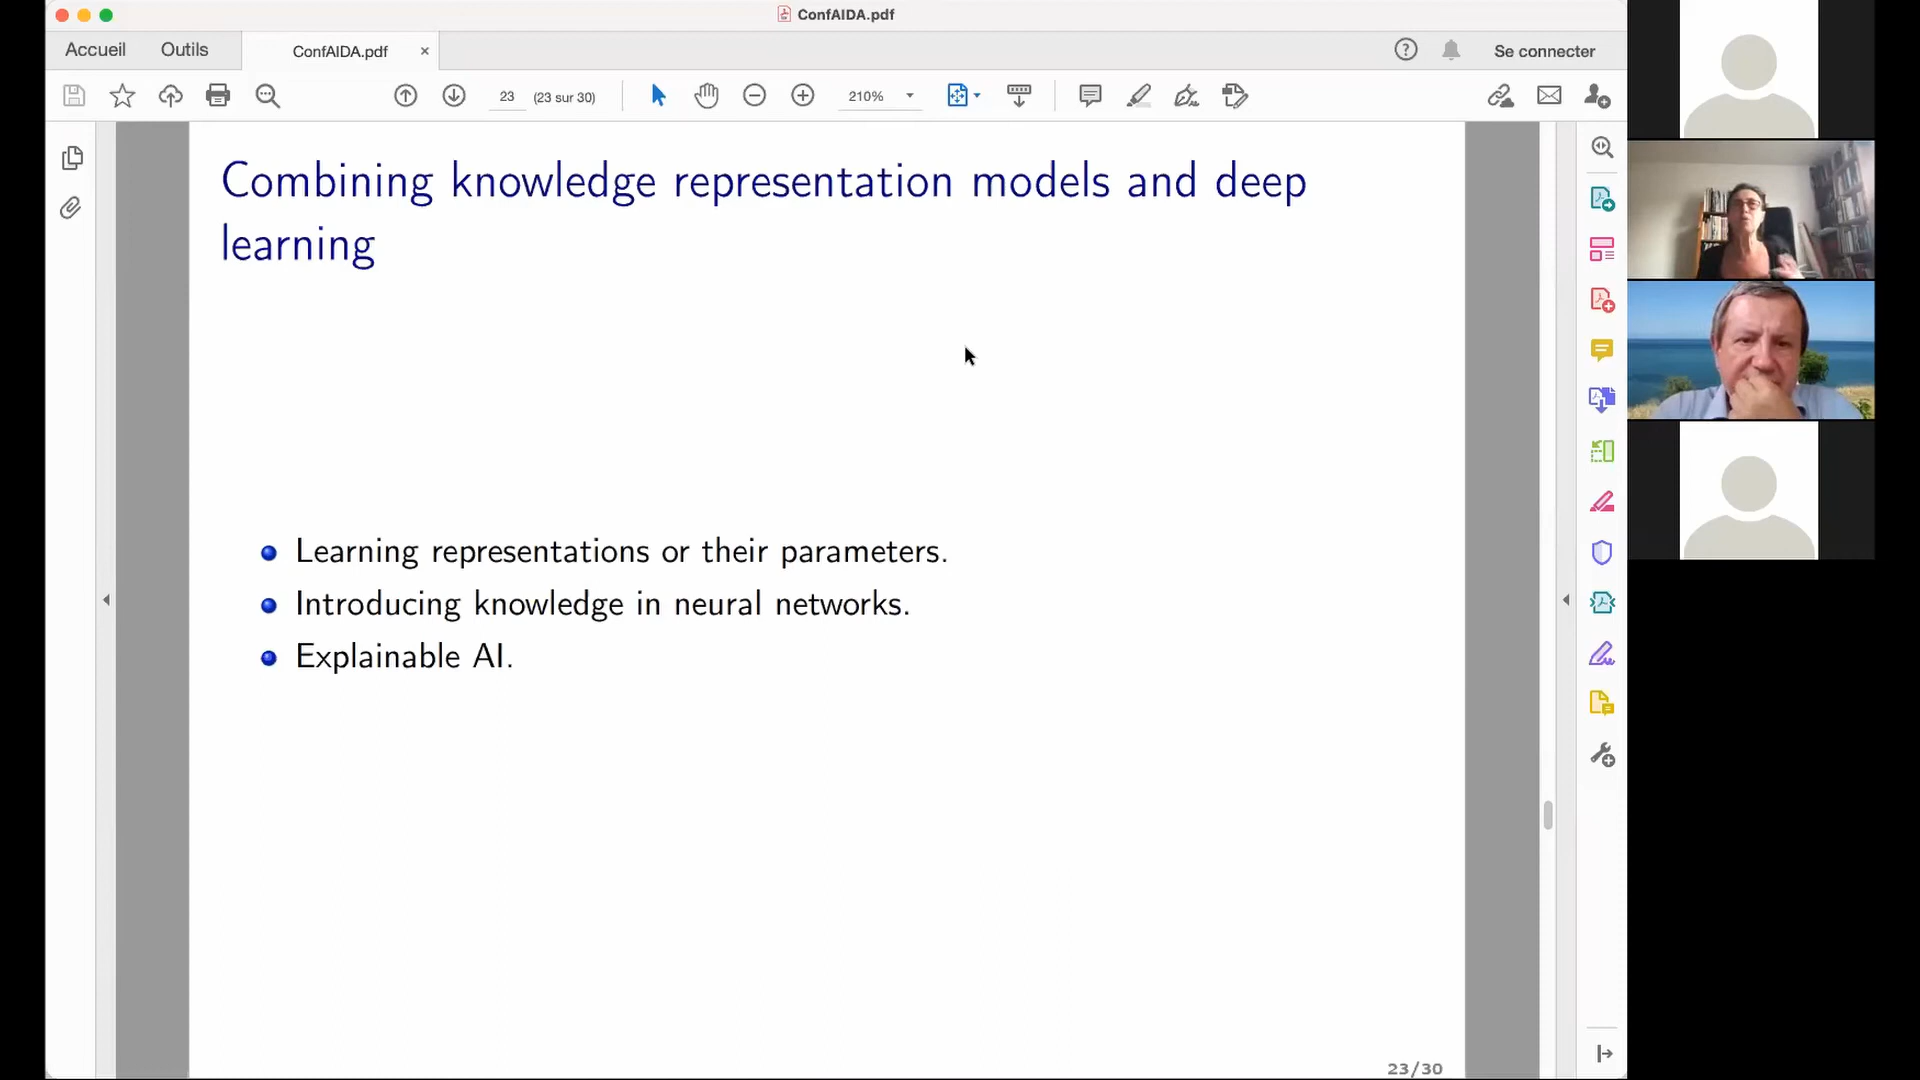 ConfAIDA.pdf
Accueil Outils ConfAIDA.pdf × Se connecter
23 (23 sur 30) 210%
Combining knowledge representation models and deep
learning
Learning representations or their parameters.
Introducing knowledge in neural networks.
Explainable AI.
23/30